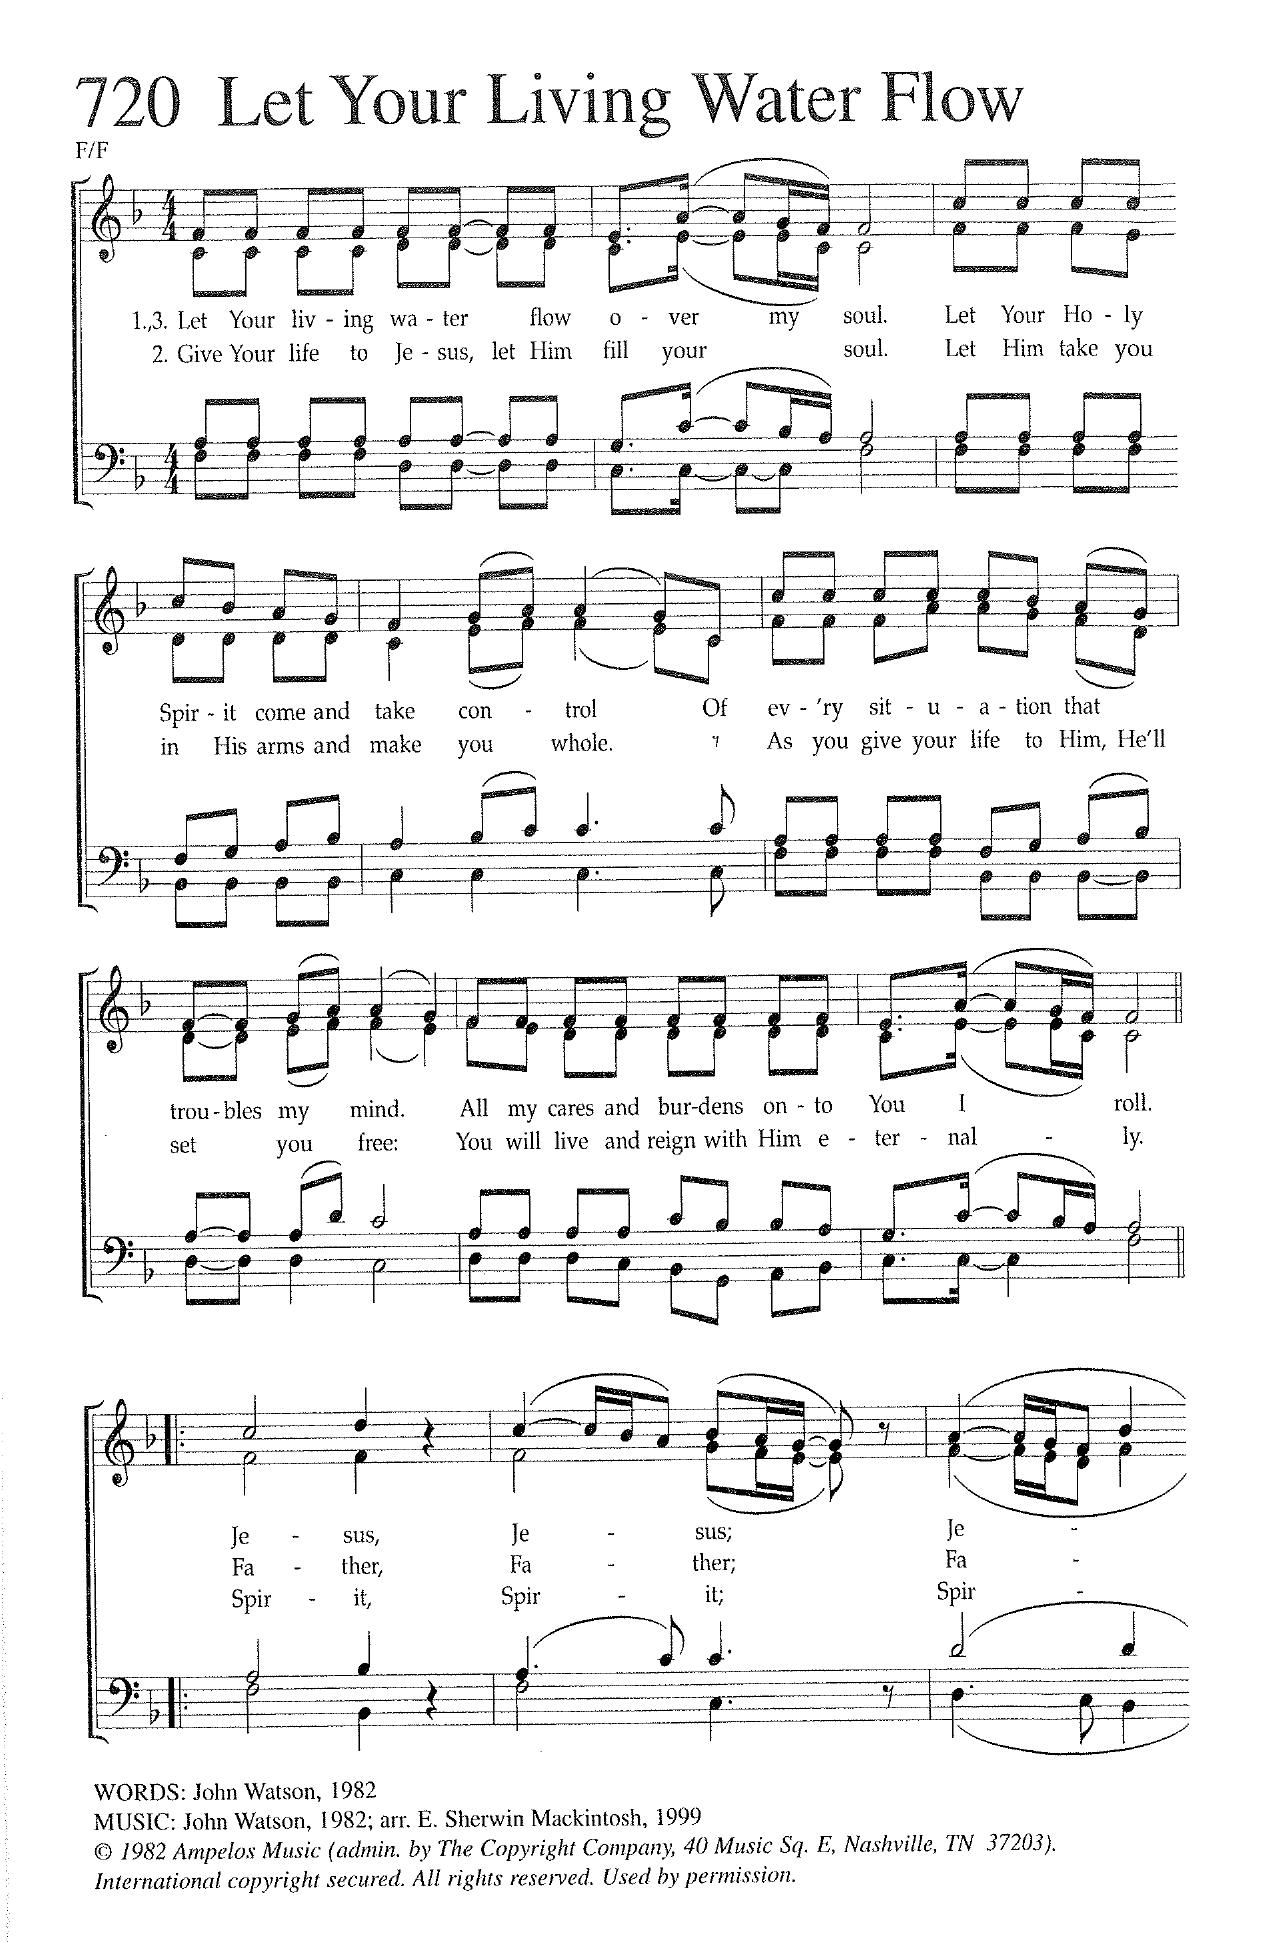 720 Let Your Living Water Flow
F/F
1.,3. Let Your liv - ing wa - ter flow o - ver my soul. Let Your Ho - ly
2. Give Your life to Je - sus, let Him fill your soul. Let Him take you
Spir - it come and take con - trol Of ev - 'ry sit - u - a - tion that
in His arms and make you whole. As you give your life to Him, He'll
trou - bles my mind. All my cares and bur-dens on - to You I roll.
set you free: You will live and reign with Him e - ter - nal - ly.
Je - sus, Je - sus; Je -
Fa - ther, Fa - ther; Fa -
Spir - it, Spir - it; Spir -
WORDS: John Watson, 1982
MUSIC: John Watson, 1982; arr. E. Sherwin Mackintosh, 1999
© 1982 Ampelos Music (admin. by The Copyright Company, 40 Music Sq. E, Nashville, TN 37203).
International copyright secured. All rights reserved. Used by permission.